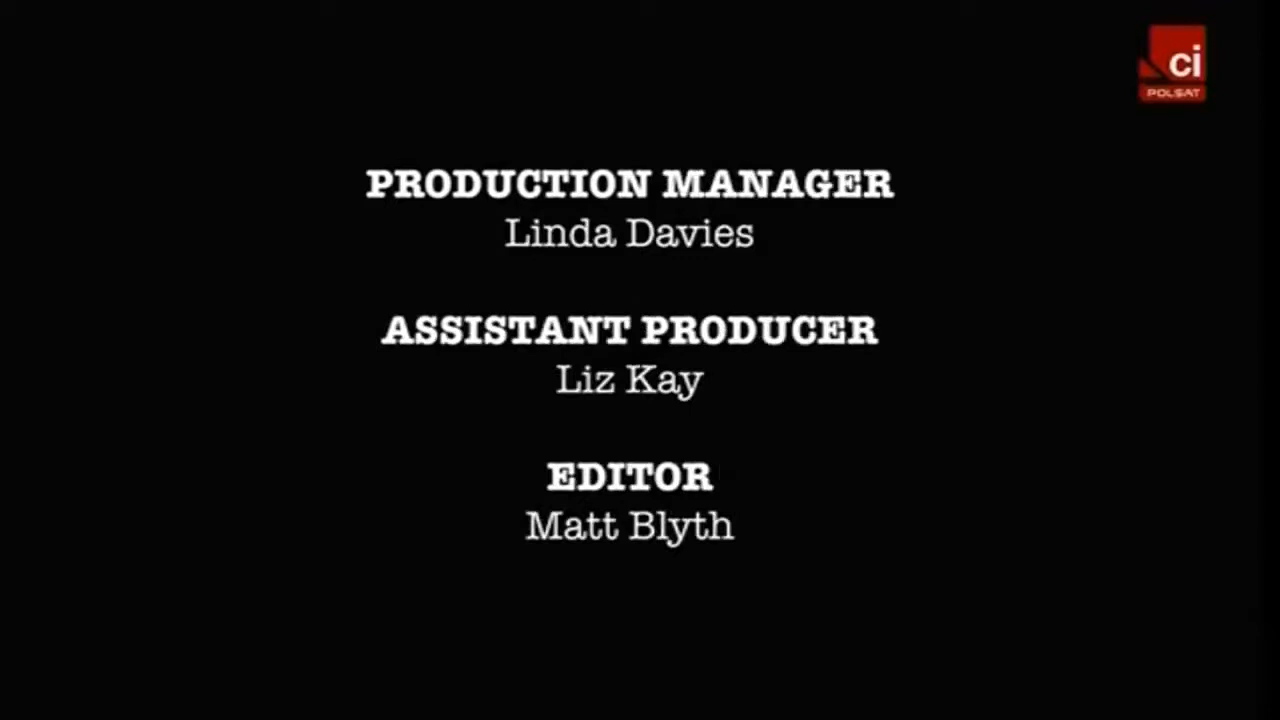 ci
POLSAT
PRODUCTION MANAGER
Linda Davies
ASSISTANT PRODUCER
Liz Kay
EDITOR
Matt Blyth